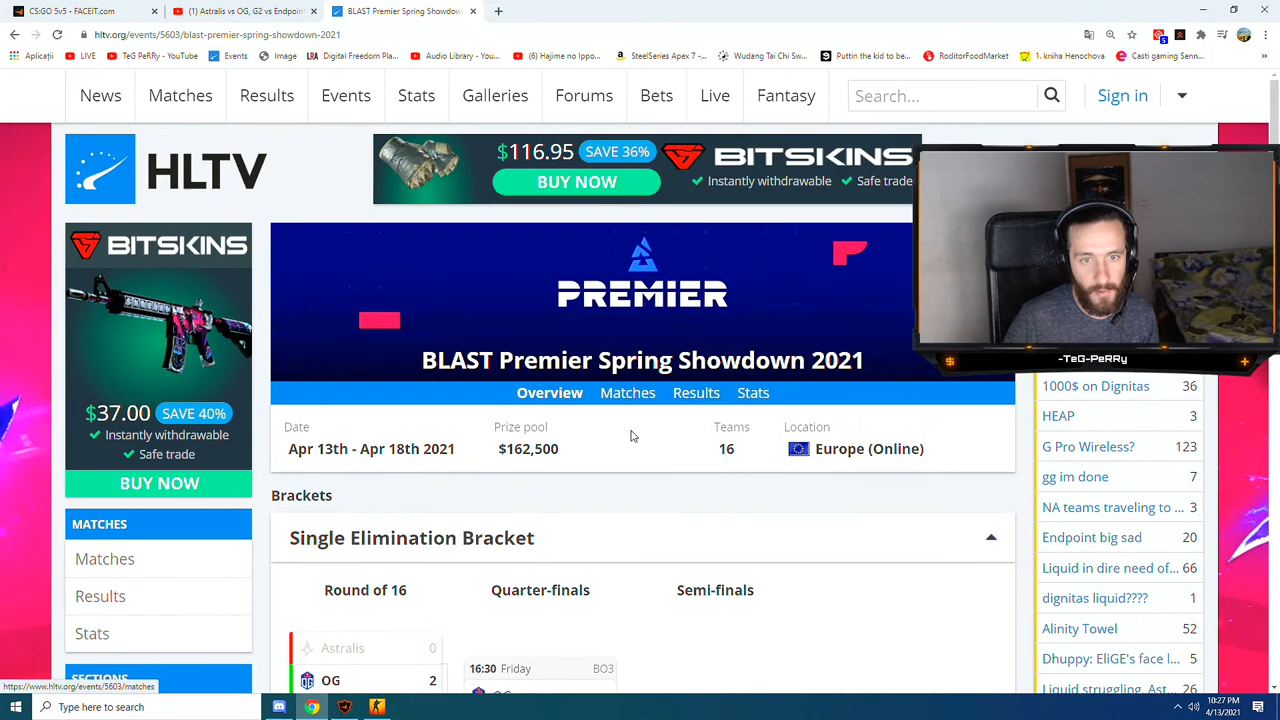 CS:GO 5v5 - FACEIT.com
(1) Astralis vs OG, G2 vs Endpoin
BLAST Premier Spring Showdown
hltv.org/events/5603/blast-premier-spring-showdown-2021
Aplicații
LIVE
TeG PeRRy - YouTube
Events
Image
LRA Digital Freedom Pla...
Audio Library - You...
(6) Hajime no Ippo...
SteelSeries Apex 7 -...
Wudang Tai Chi Sw...
Puttin the kid to be...
RoditorFoodMarket
1. kniha Henochova
Casti gaming Senn...
News
Matches
Results
Events
Stats
Galleries
Forums
Bets
Live
Fantasy
Search...
Sign in
HLTV
$116.95 SAVE 36%
BUY NOW
BITSKINS
Instantly withdrawable
Safe trade
BITSKINS
$37.00 SAVE 40%
Instantly withdrawable
Safe trade
BUY NOW
PREMIER
BLAST Premier Spring Showdown 2021
Overview Matches Results Stats
Date
Apr 13th - Apr 18th 2021
Prize pool
$162,500
Teams
16
Location
Europe (Online)
-TeG-PeRRy
1000$ on Dignitas 36
HEAP 3
G Pro Wireless? 123
gg im done 7
NA teams traveling to ... 3
Endpoint big sad 20
Liquid in dire need of... 66
dignitas liquid???? 1
Alinity Towel 52
Dhuppy: EliGE's face l... 5
Liquid struggling, Ast... 26
MATCHES
Matches
Results
Stats
SECTIONS
Brackets
Single Elimination Bracket
Round of 16
Quarter-finals
Semi-finals
Astralis 0
OG 2
16:30 Friday BO3
OG
https://www.hltv.org/events/5603/matches
Type here to search
10:27 PM
4/13/2021